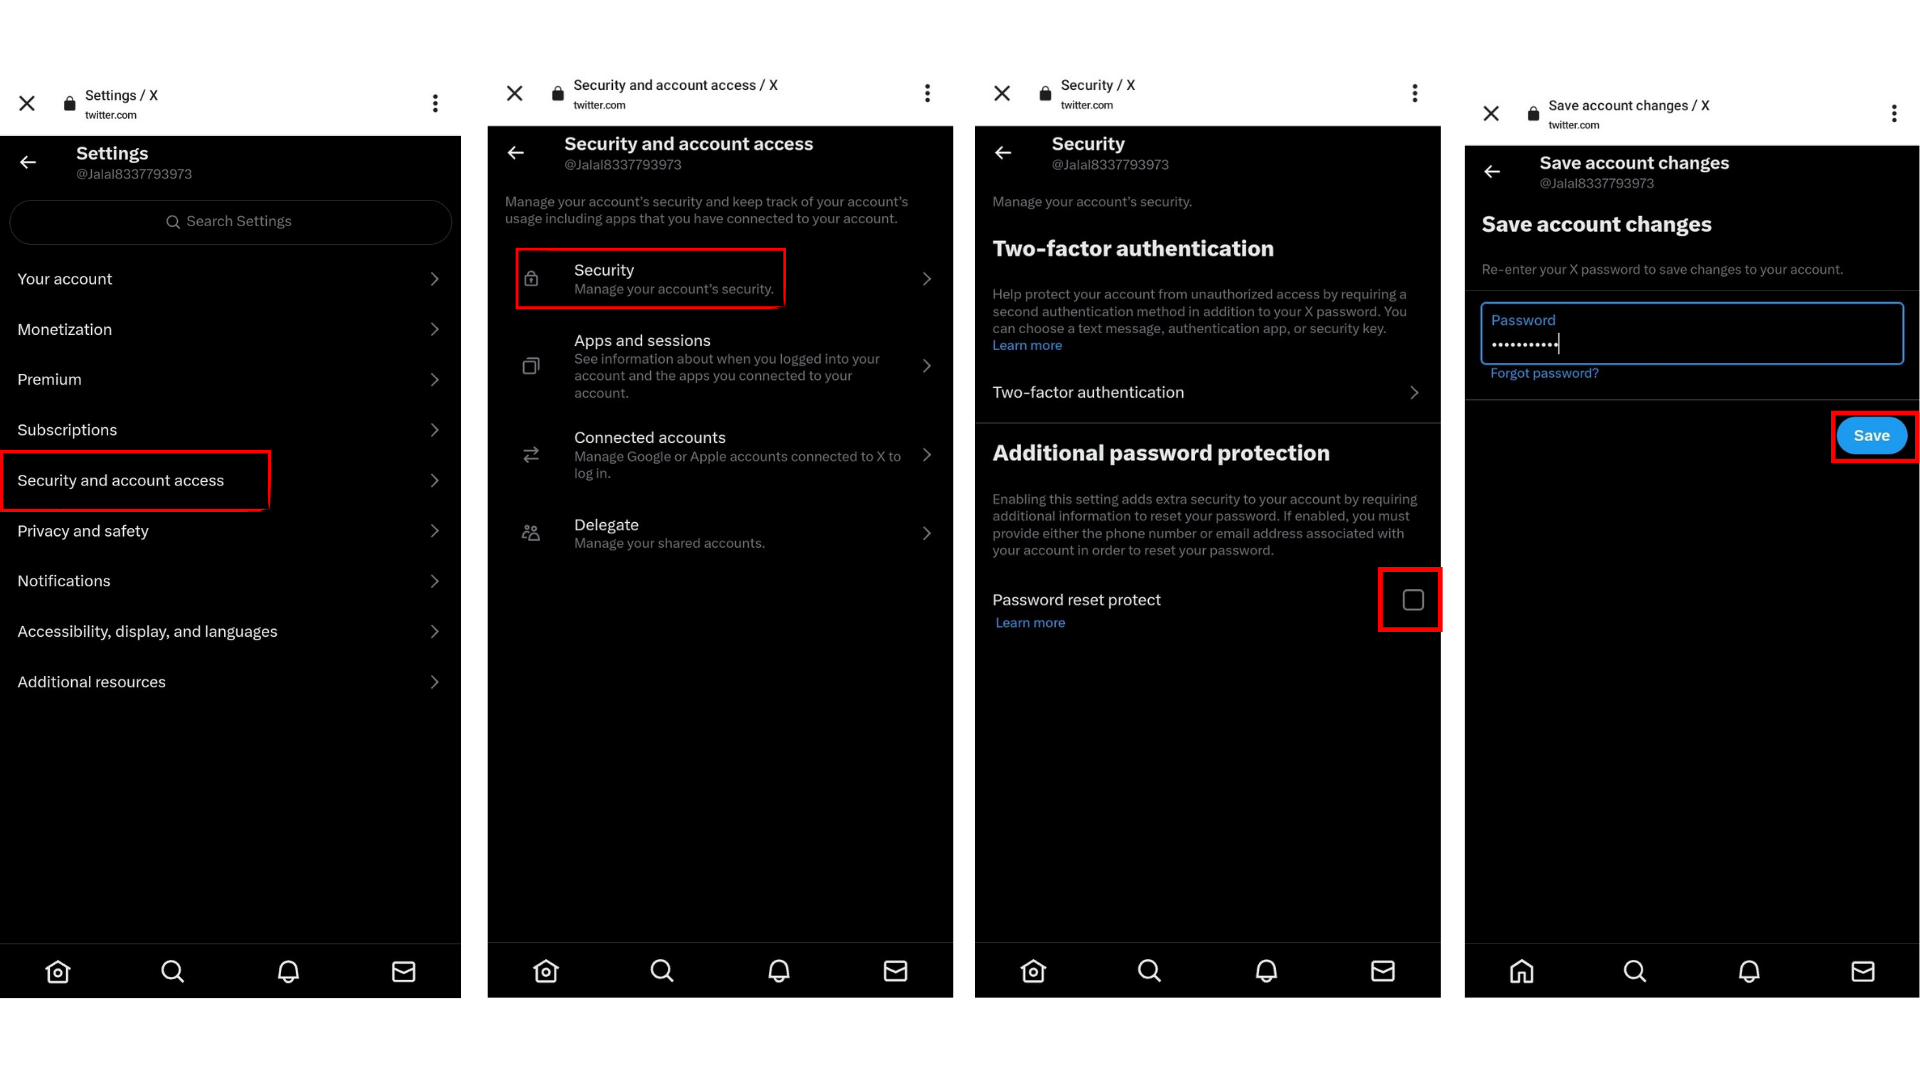 Settings / X
twitter.com
Settings
@Jalal8337793973
Search Settings
Your account
Monetization
Premium
Subscriptions
Security and account access
Privacy and safety
Notifications
Accessibility, display, and languages
Additional resources
Security and account access / X
twitter.com
Security and account access
@Jalal8337793973
Manage your account's security and keep track of your account's
usage including apps that you have connected to your account.
Security
Manage your account's security.
Apps and sessions
See information about when you logged into your
account and the apps you connected to your
account.
Connected accounts
Manage Google or Apple accounts connected to X to
log in.
Delegate
Manage your shared accounts.
Security / X
twitter.com
Security
@Jalal8337793973
Manage your account's security.
Two-factor authentication
Help protect your account from unauthorized access by requiring a
second authentication method in addition to your X password. You
can choose a text message, authentication app, or security key.
Learn more
Two-factor authentication
Additional password protection
Enabling this setting adds extra security to your account by requiring
additional information to reset your password. If enabled, you must
provide either the phone number or email address associated with
your account in order to reset your password.
Password reset protect
Learn more
Save account changes / X
twitter.com
Save account changes
@Jalal8337793973
Save account changes
Re-enter your X password to save changes to your account.
Password
•••••••••••
Forgot password?
Save